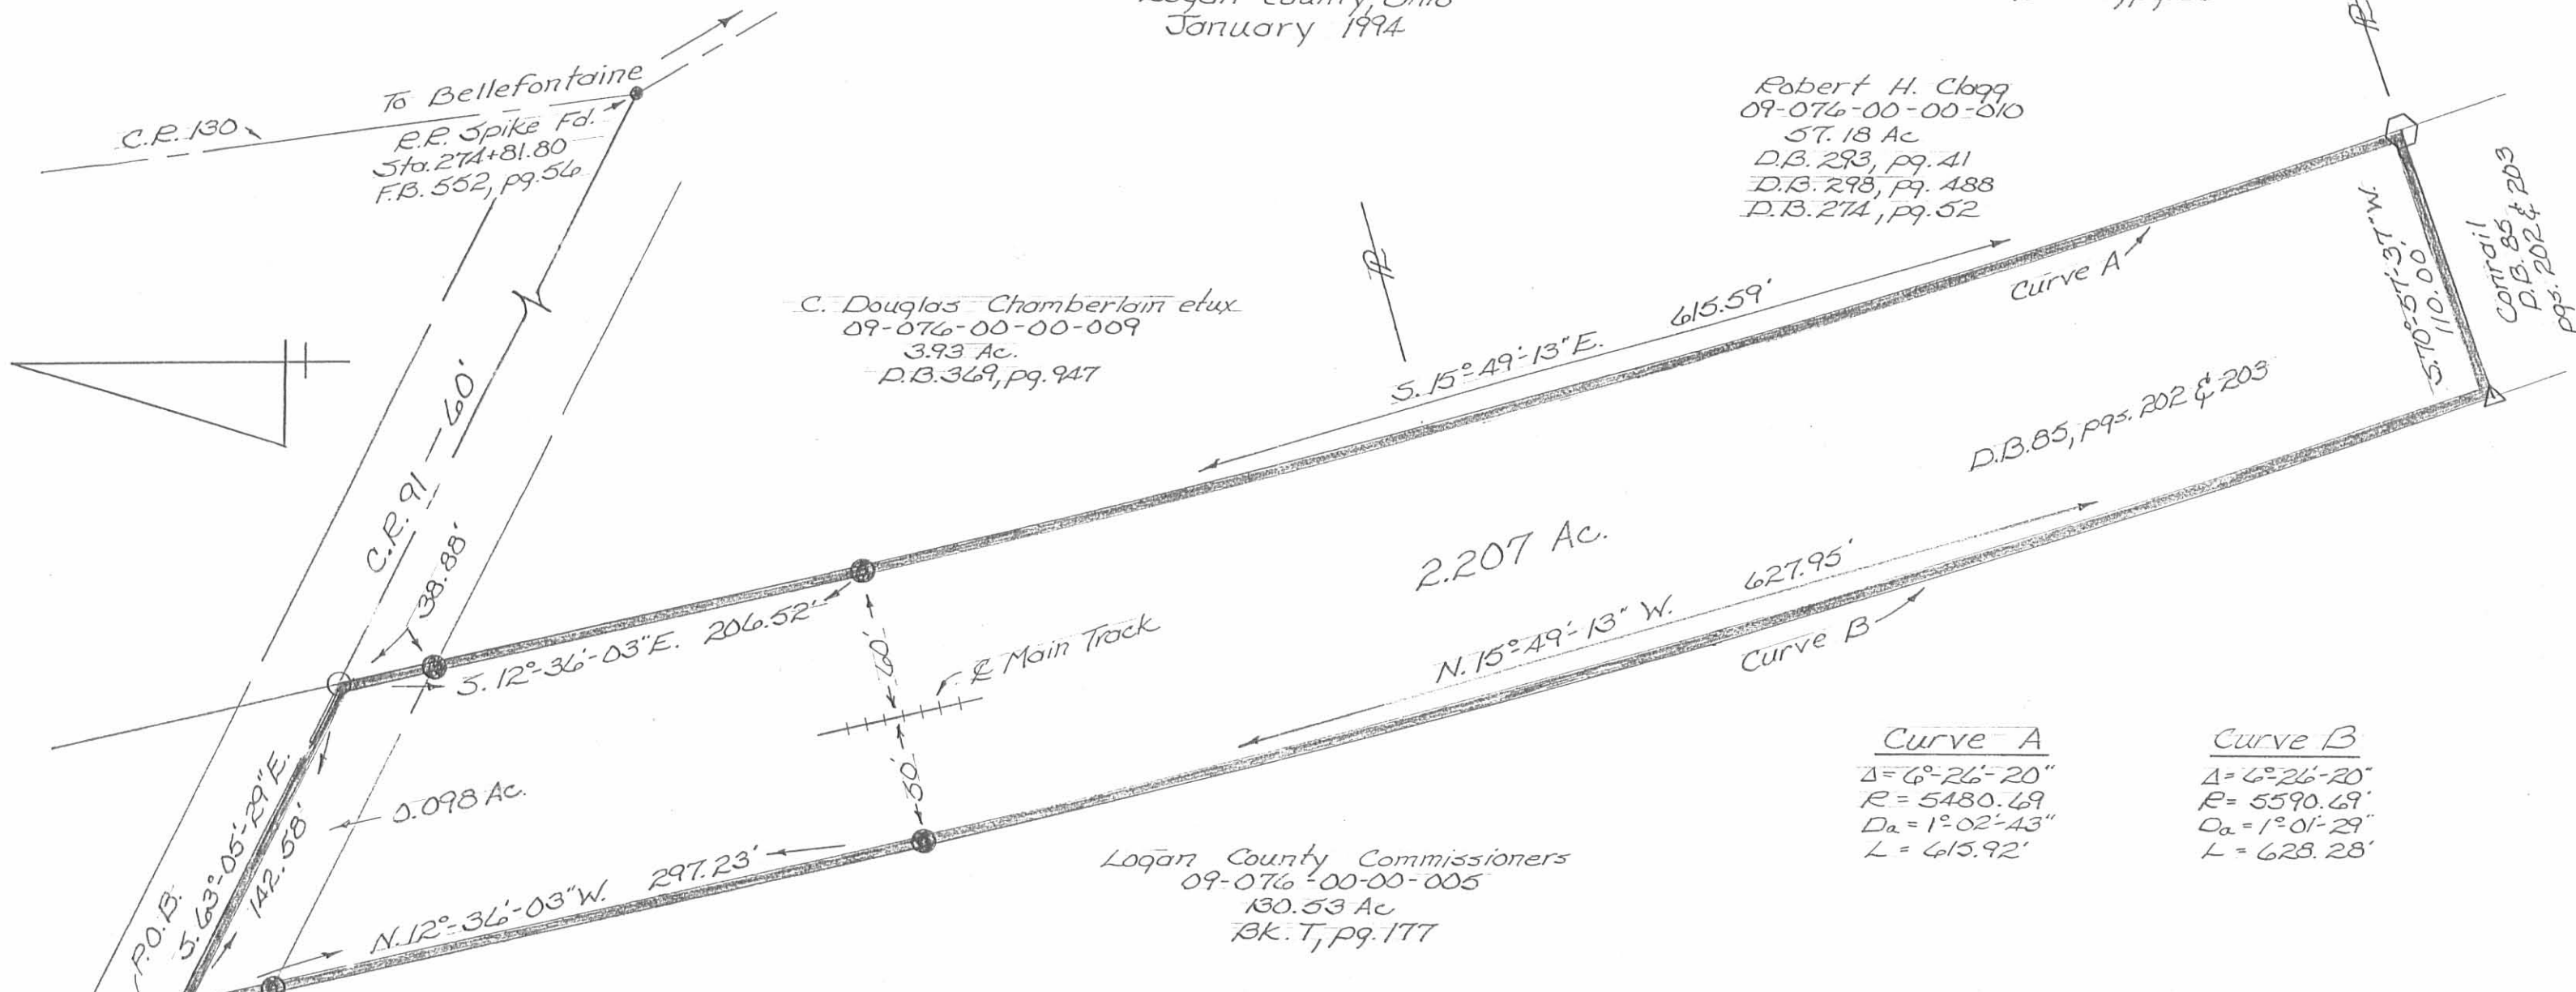 January 1994
To Bellefontaine
C.R. 130
R.R. Spike Fd.
Sta. 274+81.80
F.B. 552, pg. 56
Robert H. Clagg
09-076-00-00-010
57.18 Ac
D.B. 293, pg. 41
D.B. 298, pg. 488
D.B. 274, pg. 52
C. Douglas Chamberlain etux
09-076-00-00-009
3.93 Ac.
D.B. 369, pg. 947
S. 15°-49'-13" E. 615.59'
Curve A
S. 70°-57'-37" W.
110.00
Conrail
D.B. 85
pgs. 202 & 203
D.B. 85, pgs. 202 & 203
C.R. 91 - 60'
38.88'
S. 12°-36'-03" E. 206.52'
60'
℄ Main Track
50'
2.207 Ac.
N. 15°-49'-13" W. 627.95'
Curve B
P.O.B.
S. 63°-05'-29" E.
142.58'
0.098 Ac.
N. 12°-36'-03" W. 297.23'
Logan County Commissioners
09-076-00-00-005
130.53 Ac
Bk. T, pg. 177
Curve A
Δ = 6°-26'-20"
R = 5480.69
Da = 1°-02'-43"
L = 615.92'
Curve B
Δ = 6°-26'-20"
R = 5590.69'
Da = 1°-01'-29"
L = 628.28'